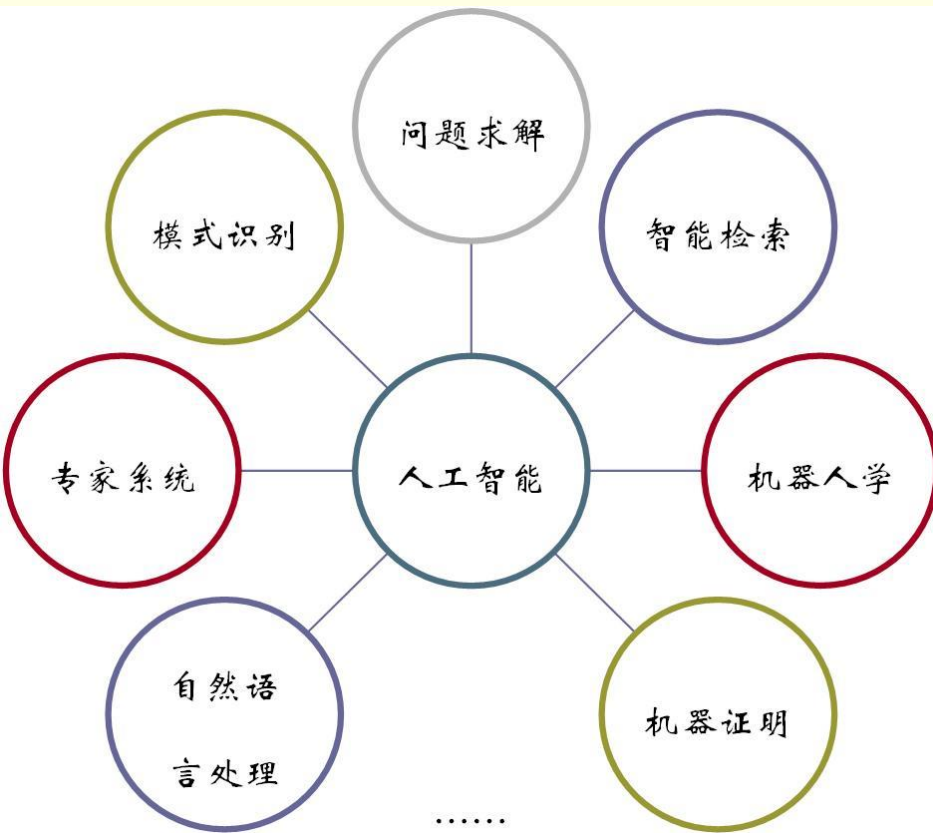 问题求解
模式识别
智能检索
专家系统
人工智能
机器人学
自然语
言处理
机器证明
……